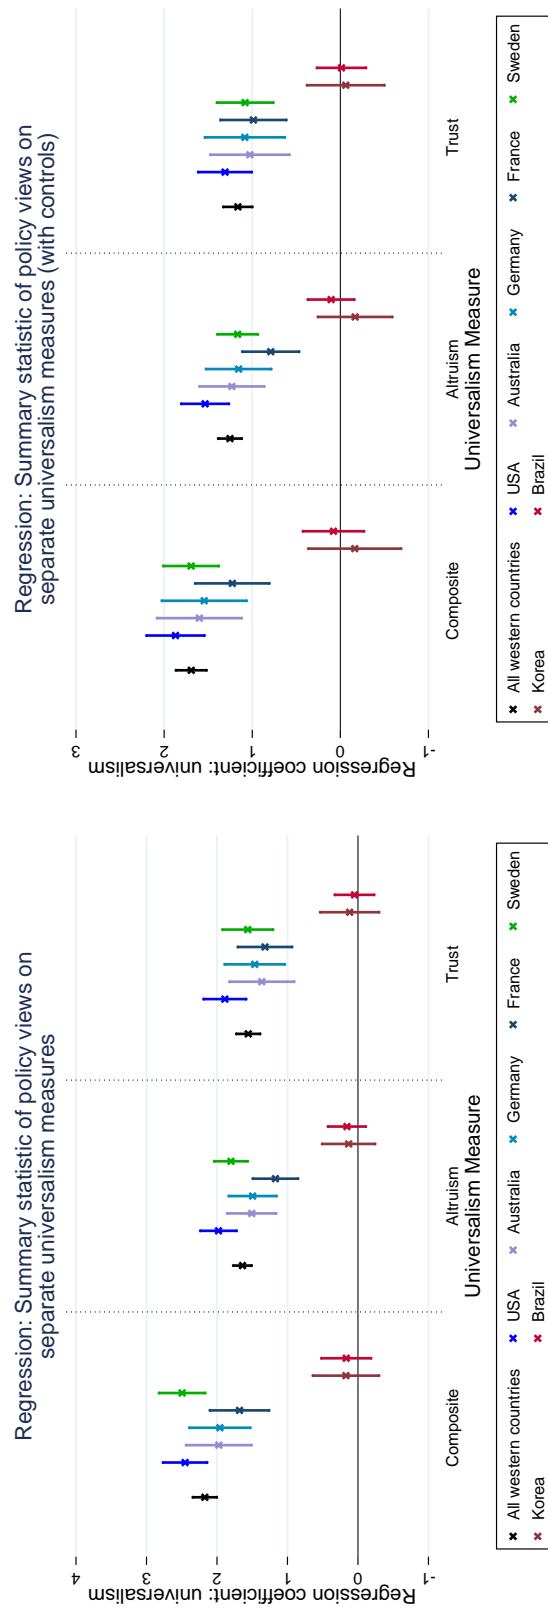 Regression: Summary statistic of policy views on
separate universalism measures
Regression coefficient: universalism
4
3
2
1
0
-1
Composite
Altruism
Trust
Universalism Measure
All western countries
USA
Australia
Germany
France
Sweden
Korea
Brazil
Regression: Summary statistic of policy views on
separate universalism measures (with controls)
Regression coefficient: universalism
3
2
1
0
-1
Composite
Altruism
Trust
Universalism Measure
All western countries
USA
Australia
Germany
France
Sweden
Korea
Brazil